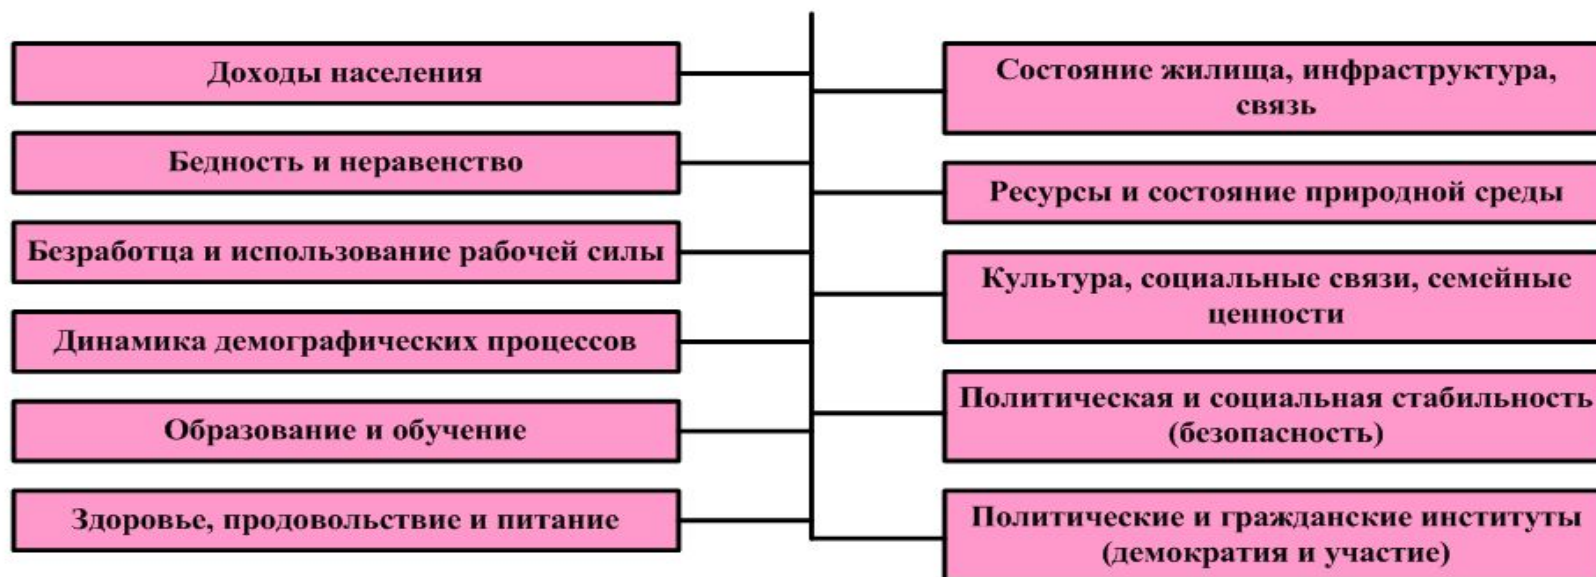 Доходы населения
Бедность и неравенство
Безработца и использование рабочей силы
Динамика демографических процессов
Образование и обучение
Здоровье, продовольствие и питание
Состояние жилища, инфраструктура,
связь
Ресурсы и состояние природной среды
Культура, социальные связи, семейные
ценности
Политическая и социальная стабильность
(безопасность)
Политические и гражданские институты
(демократия и участие)